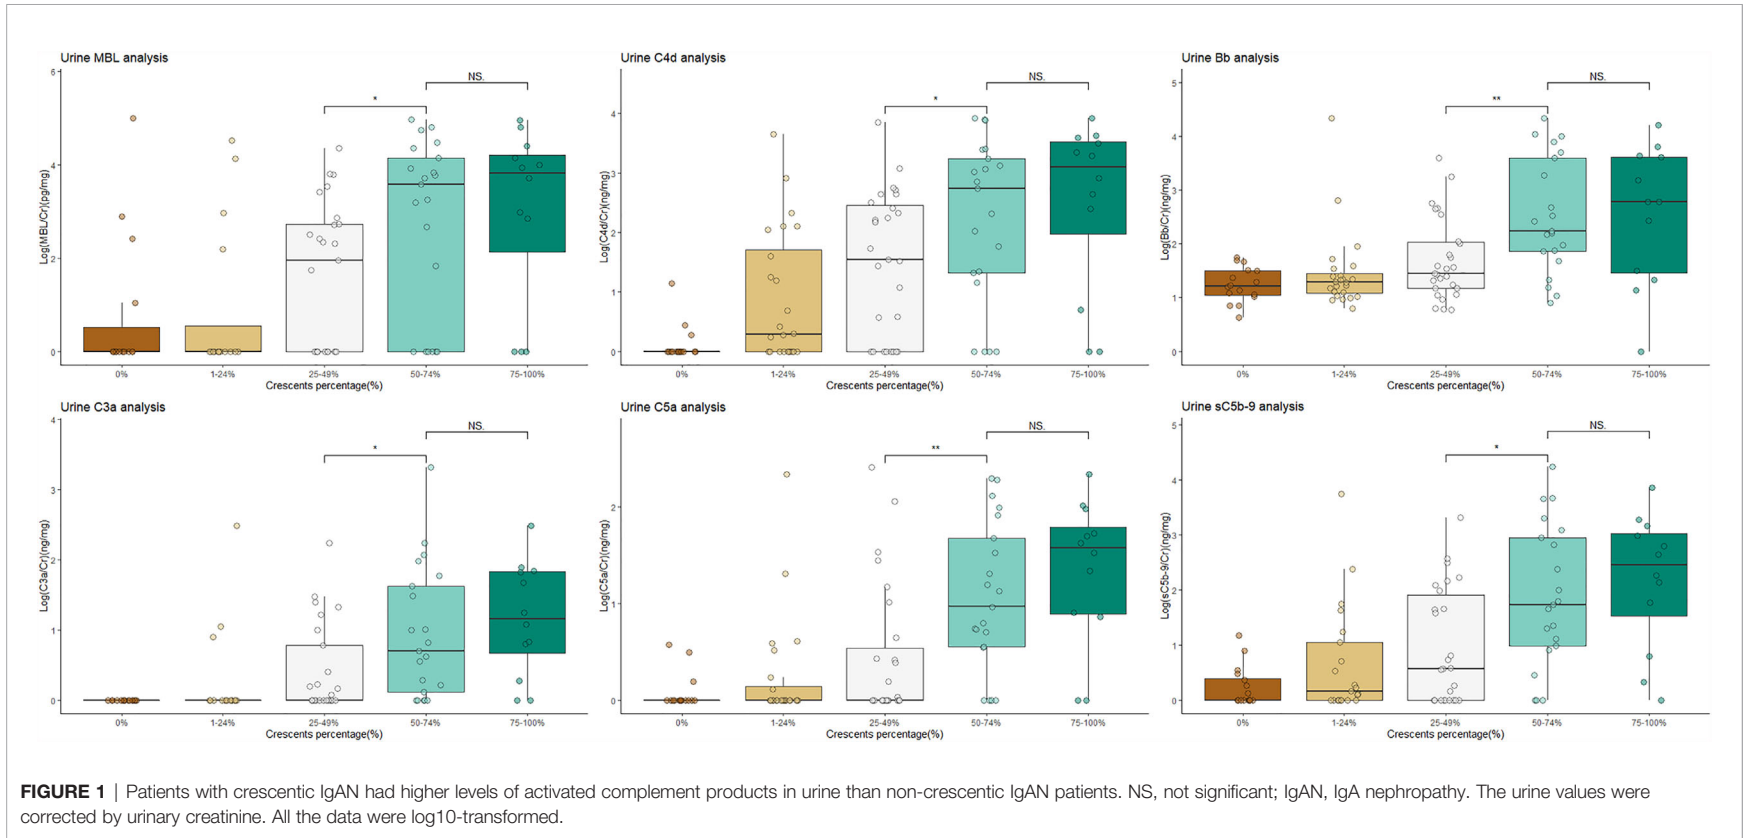 Urine MBL analysis
Log(MBL/Cr)(pg/mg)
6
4
2
0
*
NS.
0%
1-24%
25-49%
50-74%
75-100%
Crescents percentage(%)
Urine C4d analysis
Log(C4d/Cr)(ng/mg)
4
3
2
1
0
*
NS.
0%
1-24%
25-49%
50-74%
75-100%
Crescents percentage(%)
Urine Bb analysis
Log(Bb/Cr)(ng/mg)
5
4
3
2
1
0
**
NS.
0%
1-24%
25-49%
50-74%
75-100%
Crescents percentage(%)
Urine C3a analysis
Log(C3a/Cr)(ng/mg)
4
3
2
1
0
*
NS.
0%
1-24%
25-49%
50-74%
75-100%
Crescents percentage(%)
Urine C5a analysis
Log(C5a/Cr)(ng/mg)
2
1
0
**
NS.
0%
1-24%
25-49%
50-74%
75-100%
Crescents percentage(%)
Urine sC5b-9 analysis
Log(sC5b-9/Cr)(ng/mg)
5
4
3
2
1
0
*
NS.
0%
1-24%
25-49%
50-74%
75-100%
Crescents percentage(%)
FIGURE 1 | Patients with crescentic IgAN had higher levels of activated complement products in urine than non-crescentic IgAN patients. NS, not significant; IgAN, IgA nephropathy. The urine values were
corrected by urinary creatinine. All the data were log10-transformed.